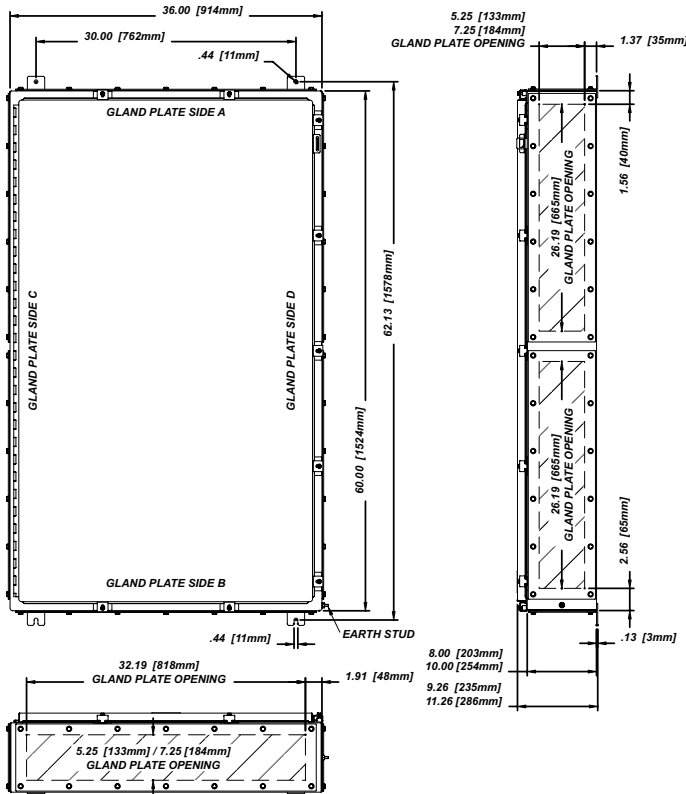 36.00 [914mm]
30.00 [762mm]
.44 [11mm]
GLAND PLATE SIDE A
GLAND PLATE SIDE C
GLAND PLATE SIDE D
62.13 [1578mm]
60.00 [1524mm]
GLAND PLATE SIDE B
.44 [11mm]
EARTH STUD
5.25 [133mm]
7.25 [184mm]
GLAND PLATE OPENING
1.37 [35mm]
1.56 [40mm]
26.19 [665mm]
GLAND PLATE OPENING
26.19 [665mm]
GLAND PLATE OPENING
2.56 [65mm]
.13 [3mm]
8.00 [203mm]
10.00 [254mm]
9.26 [235mm]
11.26 [286mm]
32.19 [818mm]
GLAND PLATE OPENING
1.91 [48mm]
5.25 [133mm] / 7.25 [184mm]
GLAND PLATE OPENING